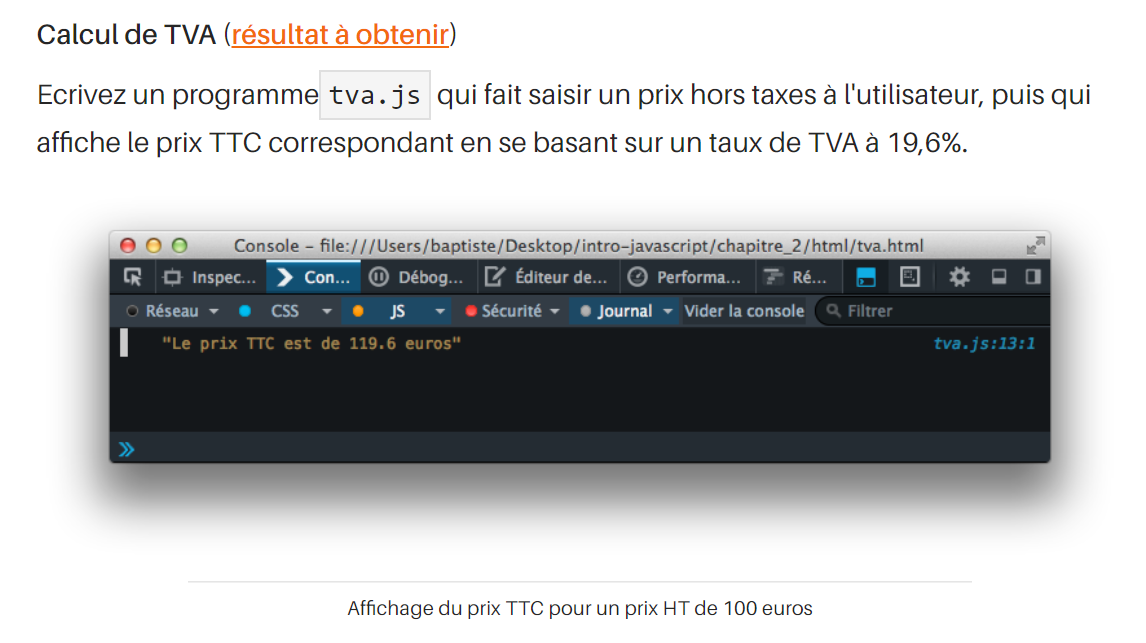 Calcul de TVA (résultat à obtenir)
Ecrivez un programme tva.js qui fait saisir un prix hors taxes à l'utilisateur, puis qui
affiche le prix TTC correspondant en se basant sur un taux de TVA à 19,6%.
Console – file:///Users/baptiste/Desktop/intro-javascript/chapitre_2/html/tva.html
Inspec... Con... Débog... Éditeur de... Performa... Ré...
Réseau CSS JS Sécurité Journal Vider la console Filtrer
"Le prix TTC est de 119.6 euros" tva.js:13:1
Affichage du prix TTC pour un prix HT de 100 euros